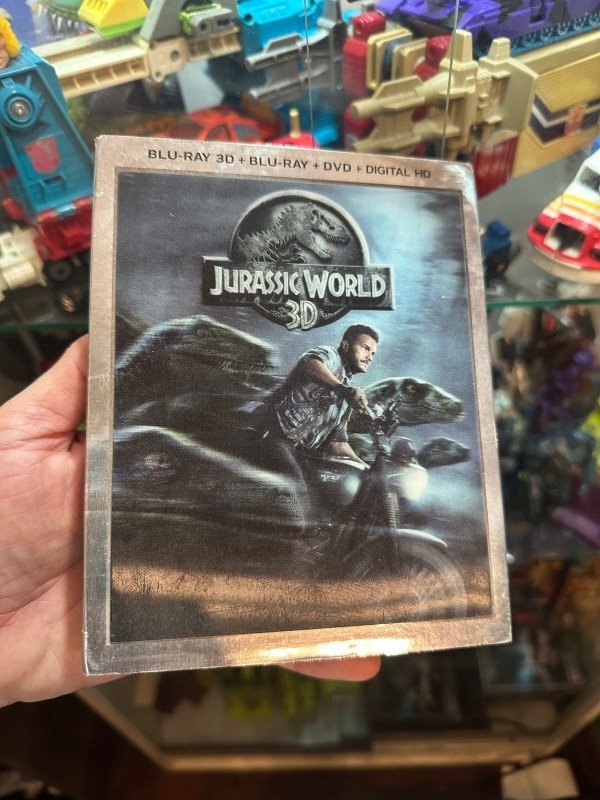 BLU-RAY 3D + BLU-RAY + DVD + DIGITAL HD
JURASSIC WORLD
3D